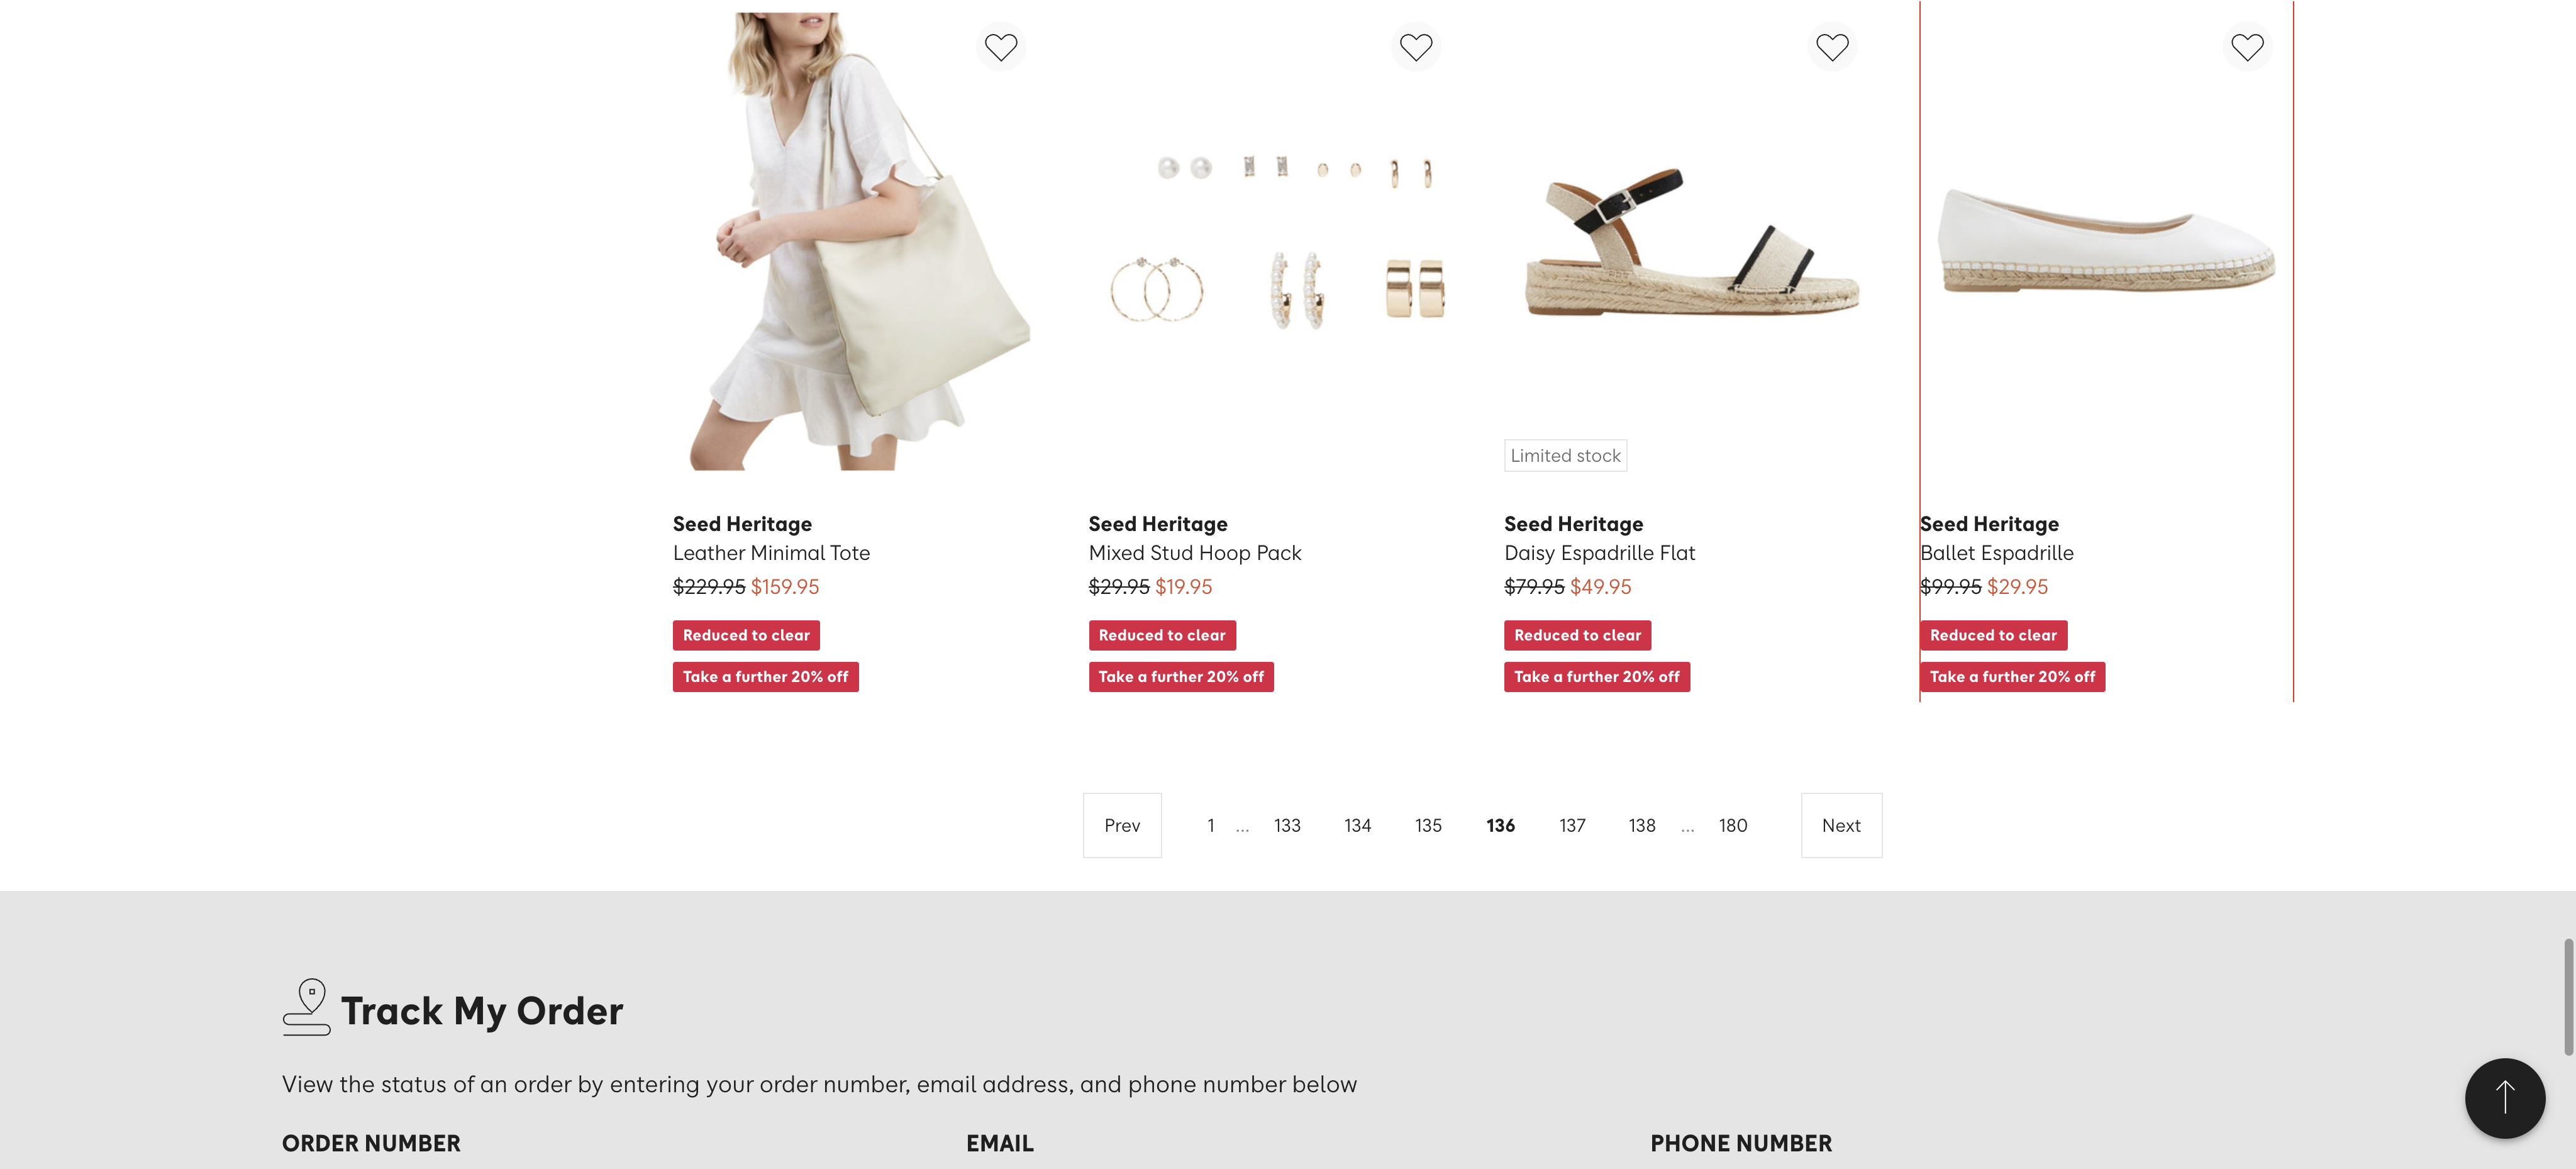 Limited stock
Seed Heritage
Leather Minimal Tote
$229.95 $159.95
Reduced to clear
Take a further 20% off
Seed Heritage
Mixed Stud Hoop Pack
$29.95 $19.95
Reduced to clear
Take a further 20% off
Seed Heritage
Daisy Espadrille Flat
$79.95 $49.95
Reduced to clear
Take a further 20% off
Seed Heritage
Ballet Espadrille
$99.95 $29.95
Reduced to clear
Take a further 20% off
Prev 1 ... 133 134 135 136 137 138 ... 180 Next
Track My Order
View the status of an order by entering your order number, email address, and phone number below
ORDER NUMBER EMAIL PHONE NUMBER